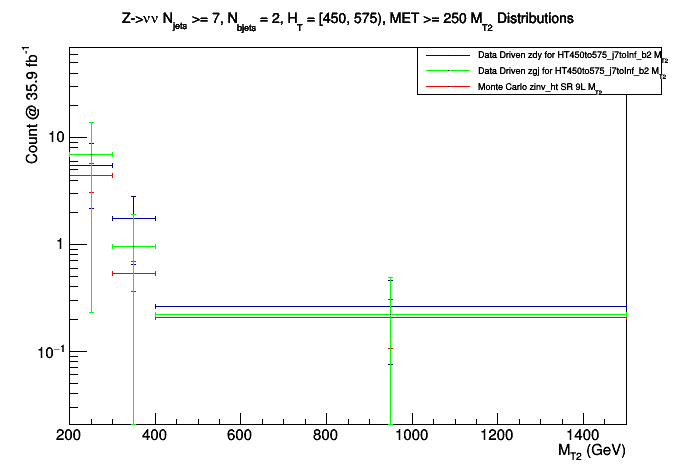 Z->νν N_jets >= 7, N_bjets = 2, H_T = [450, 575), MET >= 250 M_T2 Distributions
Data Driven zdy for HT450to575_j7toInf_b2 M_T2
Data Driven zgj for HT450to575_j7toInf_b2 M_T2
Monte Carlo zinv_ht SR 9L M_T2
Count @ 35.9 fb^-1
10
1
10^-1
200 400 600 800 1000 1200 1400
M_T2 (GeV)